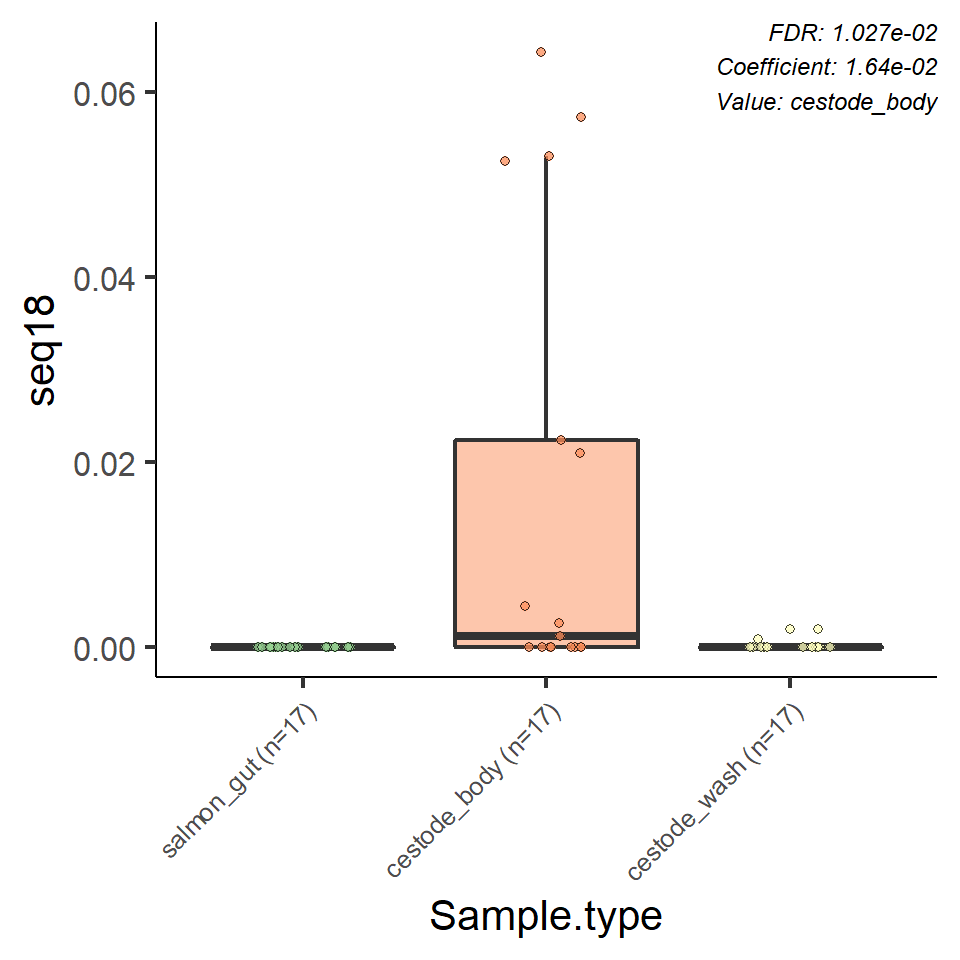 FDR: 1.027e-02
Coefficient: 1.64e-02
Value: cestode_body
seq18
0.06
0.04
0.02
0.00
salmon_gut (n=17)
cestode_body (n=17)
cestode_wash (n=17)
Sample.type